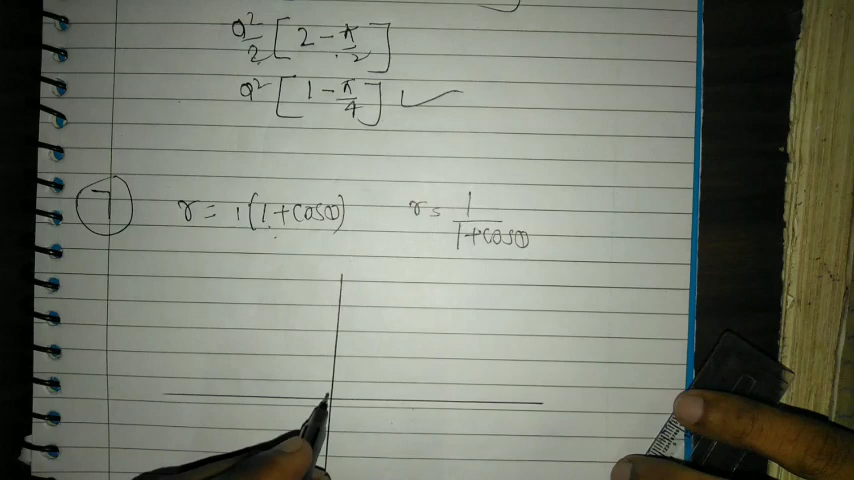 a²/2 [ 2 - π/2 ]
a² [ 1 - π/4 ] ✓
7 r = 1(1+cosθ) r = 1/(1+cosθ)